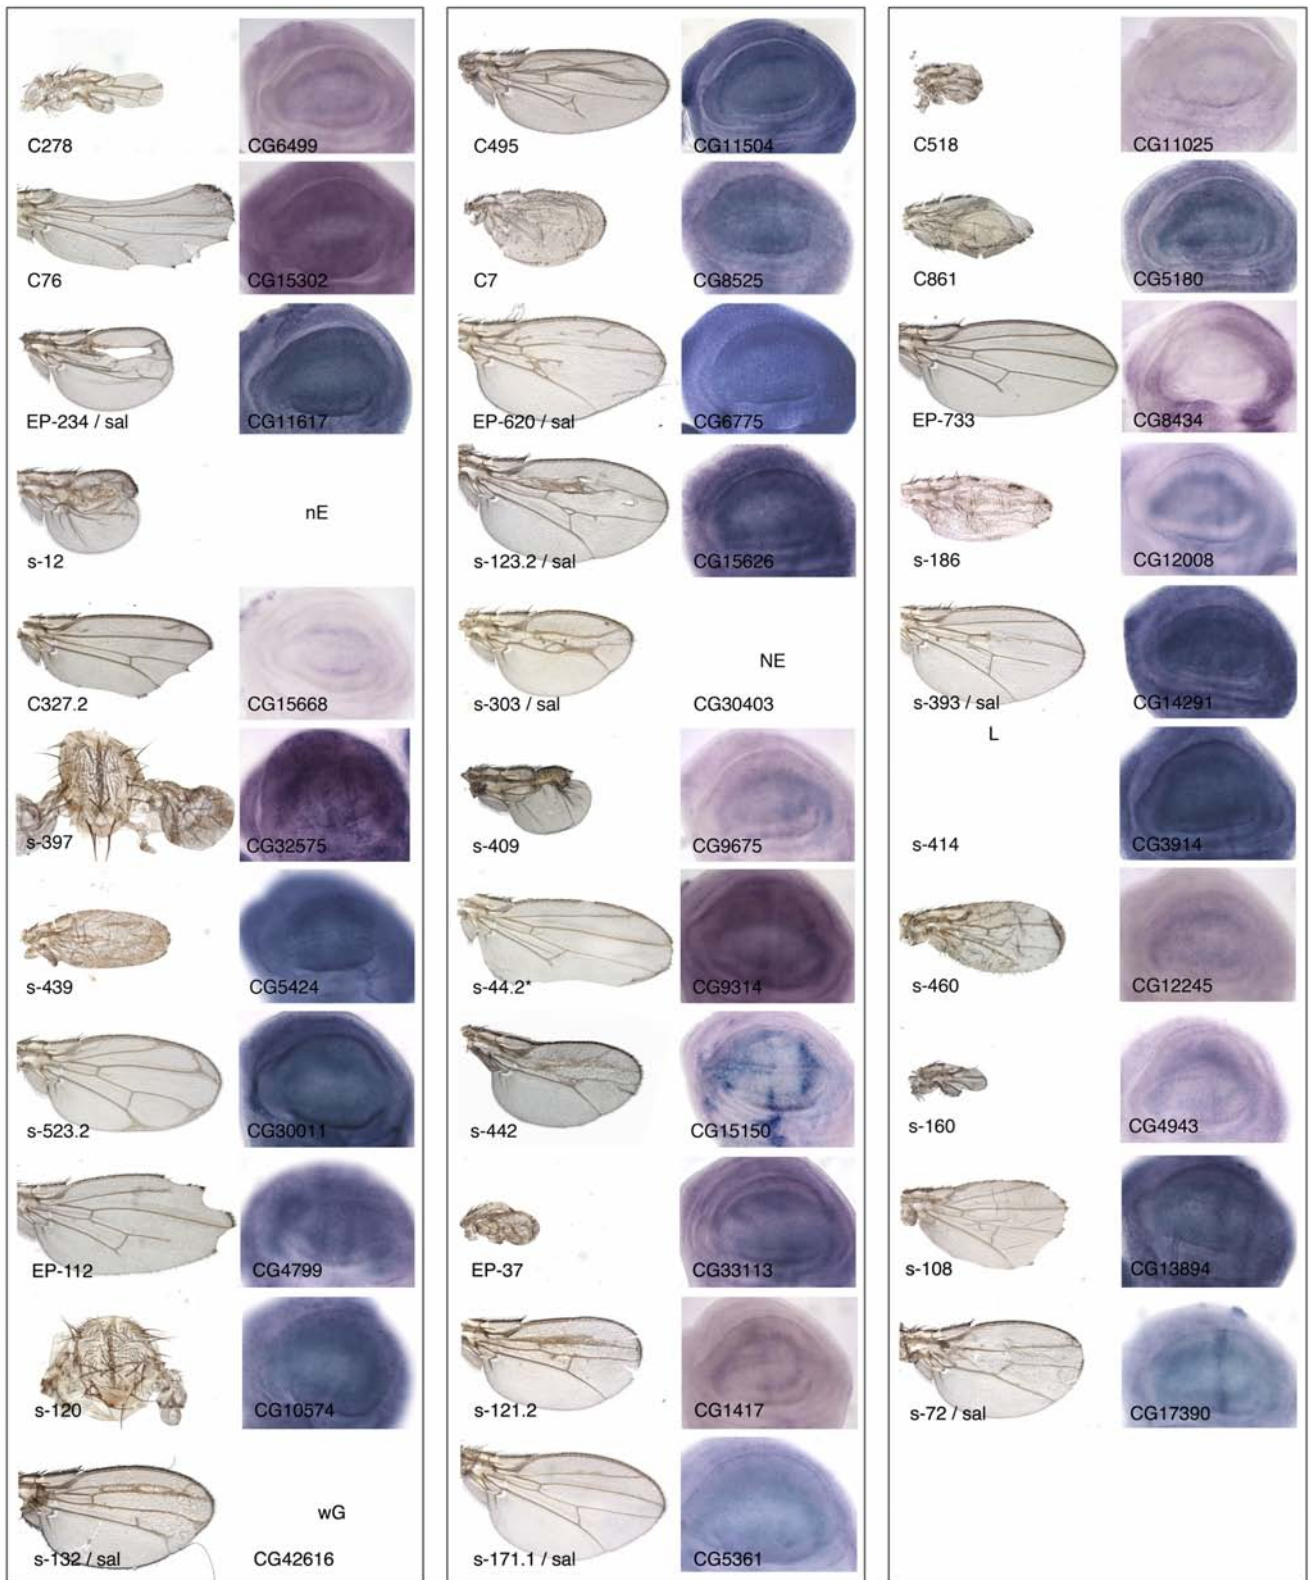 C278 CG6499
C76 CG15302
EP-234 / sal CG11617
nE
s-12
C327.2 CG15668
s-397 CG32575
s-439 CG5424
s-523.2 CG30011
EP-112 CG4799
s-120 CG10574
wG
s-132 / sal CG42616
C495 CG11504
C7 CG8525
EP-620 / sal CG6775
s-123.2 / sal CG15626
NE
s-303 / sal CG30403
s-409 CG9675
s-44.2* CG9314
s-442 CG15150
EP-37 CG33113
s-121.2 CG1417
s-171.1 / sal CG5361
C518 CG11025
C861 CG5180
EP-733 CG8434
s-186 CG12008
s-393 / sal CG14291
L
s-414 CG3914
s-460 CG12245
s-160 CG4943
s-108 CG13894
s-72 / sal CG17390